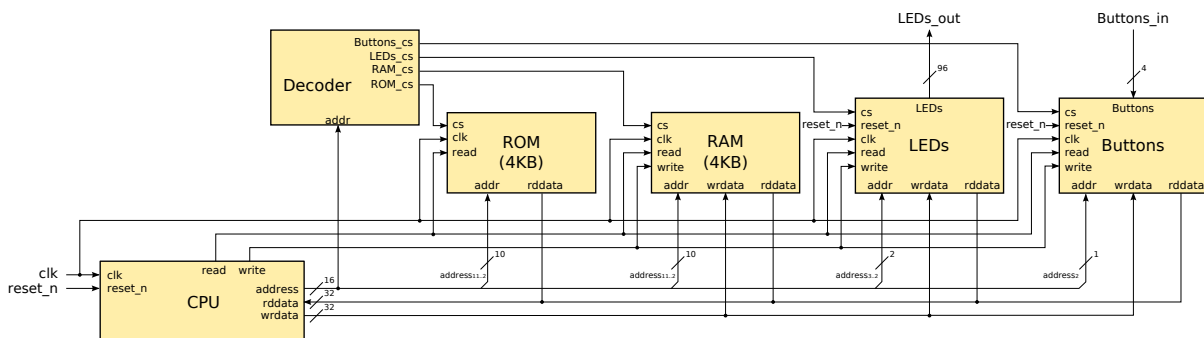 LEDs_out
Buttons_in
Buttons_cs
LEDs_cs
RAM_cs
ROM_cs
Decoder
addr
96
4
cs
clk
read
ROM
(4KB)
addr
rddata
cs
clk
read
write
RAM
(4KB)
addr
wrdata
rddata
reset_n
LEDs
cs
reset_n
clk
read
write
LEDs
addr
wrdata
rddata
reset_n
Buttons
cs
reset_n
clk
read
write
Buttons
addr
wrdata
rddata
10
address11..2
10
address11..2
2
address3..2
1
address2
clk
reset_n
read
write
clk
reset_n
CPU
address
rddata
wrdata
16
32
32